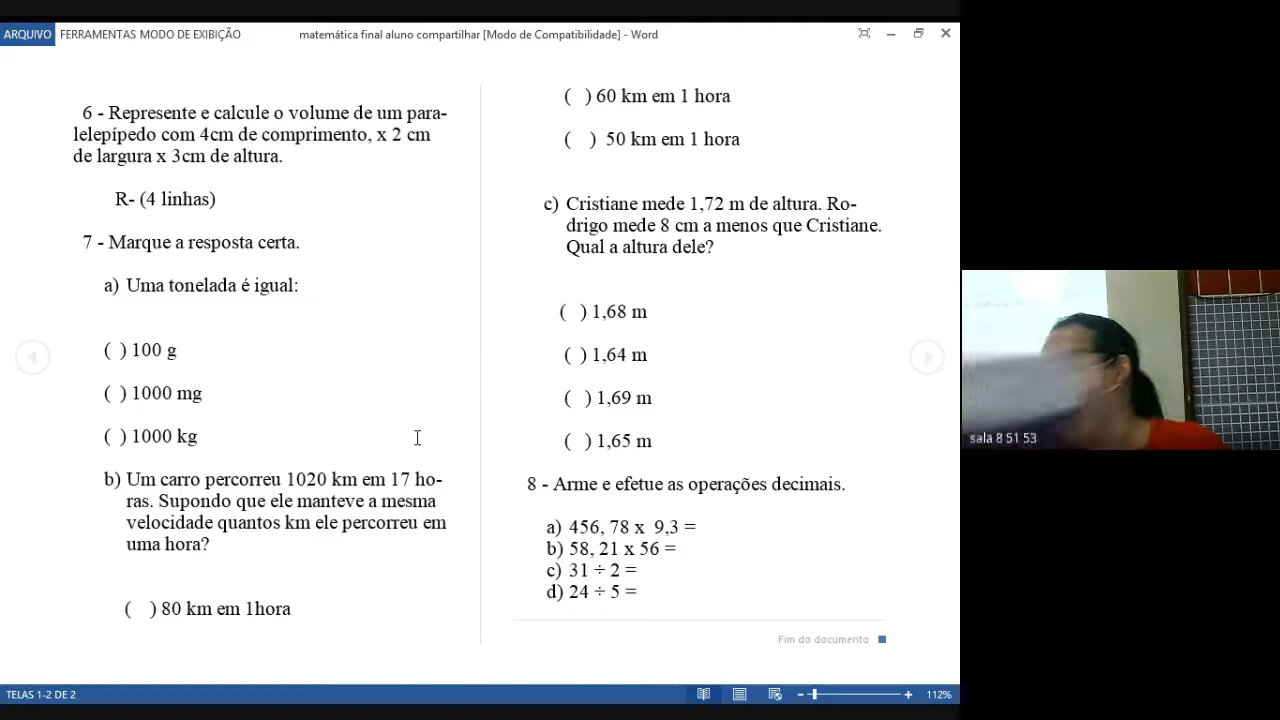 ARQUIVO FERRAMENTAS MODO DE EXIBIÇÃO matemática final aluno compartilhar [Modo de Compatibilidade] - Word
6 - Represente e calcule o volume de um para-
lelepípedo com 4cm de comprimento, x 2 cm
de largura x 3cm de altura.
R- (4 linhas)
7 - Marque a resposta certa.
a) Uma tonelada é igual:
( ) 100 g
( ) 1000 mg
( ) 1000 kg
b) Um carro percorreu 1020 km em 17 ho-
ras. Supondo que ele manteve a mesma
velocidade quantos km ele percorreu em
uma hora?
( ) 80 km em 1hora
( ) 60 km em 1 hora
( ) 50 km em 1 hora
c) Cristiane mede 1,72 m de altura. Ro-
drigo mede 8 cm a menos que Cristiane.
Qual a altura dele?
( ) 1,68 m
( ) 1,64 m
( ) 1,69 m
( ) 1,65 m
8 - Arme e efetue as operações decimais.
a) 456, 78 x 9,3 =
b) 58, 21 x 56 =
c) 31 ÷ 2 =
d) 24 ÷ 5 =
Fim do documento
sala 8 51 53
TELAS 1-2 DE 2
112%